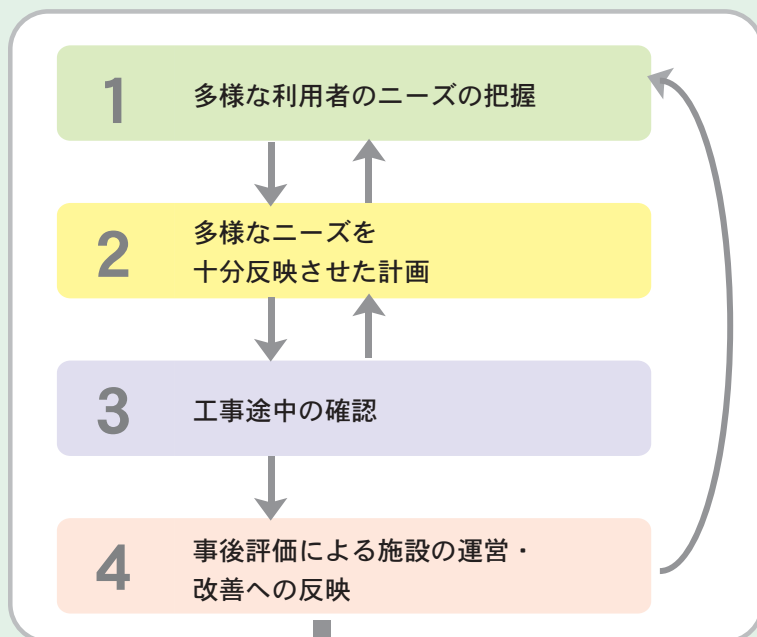 1
多様な利用者のニーズの把握
2
多様なニーズを
十分反映させた計画
3
工事途中の確認
4
事後評価による施設の運営・
改善への反映